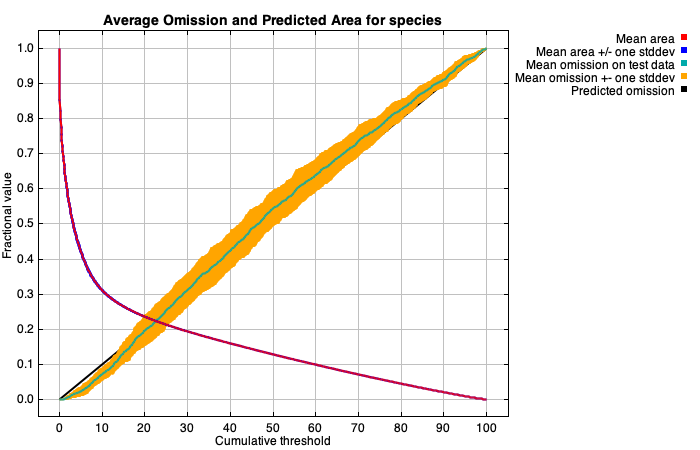 Average Omission and Predicted Area for species
Mean area
Mean area +/- one stddev
Mean omission on test data
Mean omission +- one stddev
Predicted omission
Fractional value
1.0
0.9
0.8
0.7
0.6
0.5
0.4
0.3
0.2
0.1
0.0
0 10 20 30 40 50 60 70 80 90 100
Cumulative threshold